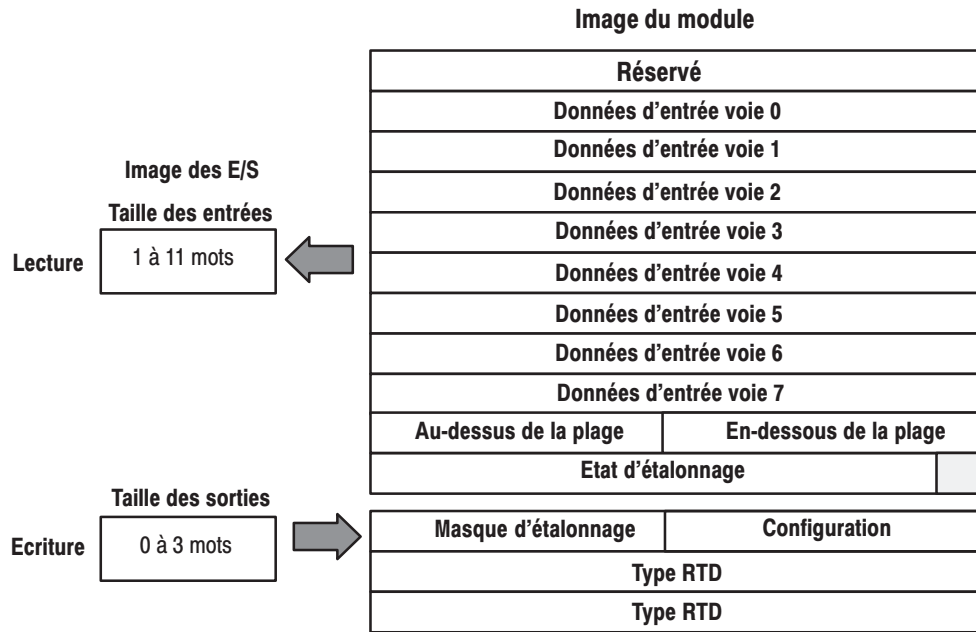 Image du module
Réservé
Données d’entrée voie 0
Données d’entrée voie 1
Image des E/S
Données d’entrée voie 2
Taille des entrées
Données d’entrée voie 3
Lecture
1 à 11 mots
Données d’entrée voie 4
Données d’entrée voie 5
Données d’entrée voie 6
Données d’entrée voie 7
Au-dessus de la plage
En-dessous de la plage
Etat d’étalonnage
Taille des sorties
Ecriture
0 à 3 mots
Masque d’étalonnage
Configuration
Type RTD
Type RTD